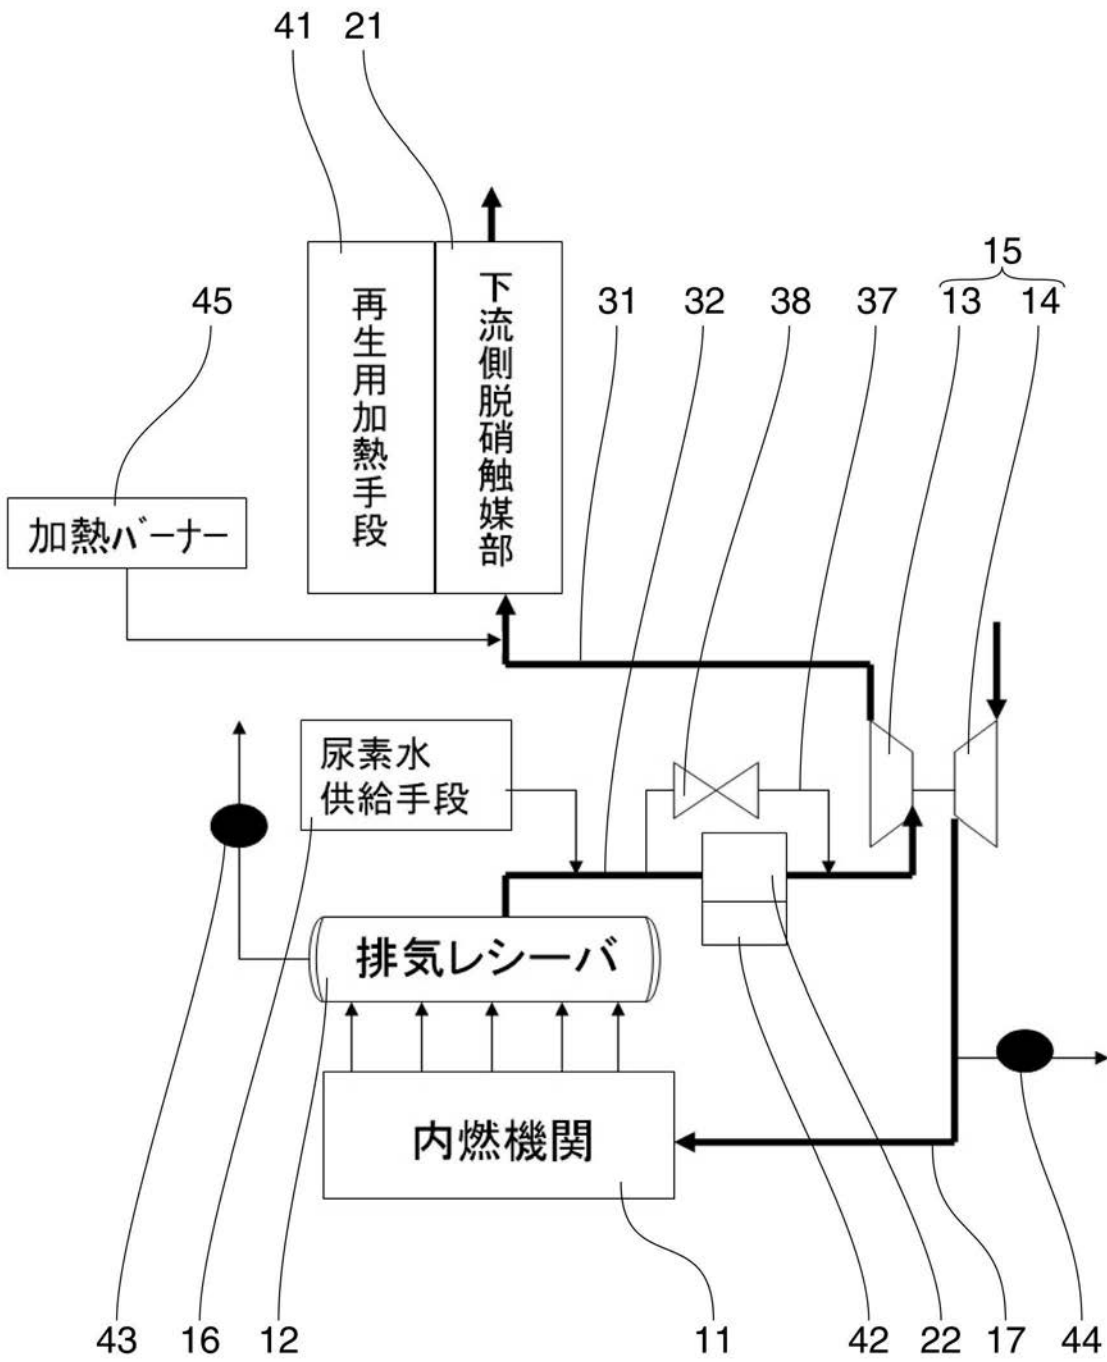 41 21
15
45 31 32 38 37 13 14
再生用加熱手段
下流側脱硝触媒部
加熱バーナー
尿素水
供給手段
排気レシーバ
内燃機関
43 16 12 11 42 22 17 44